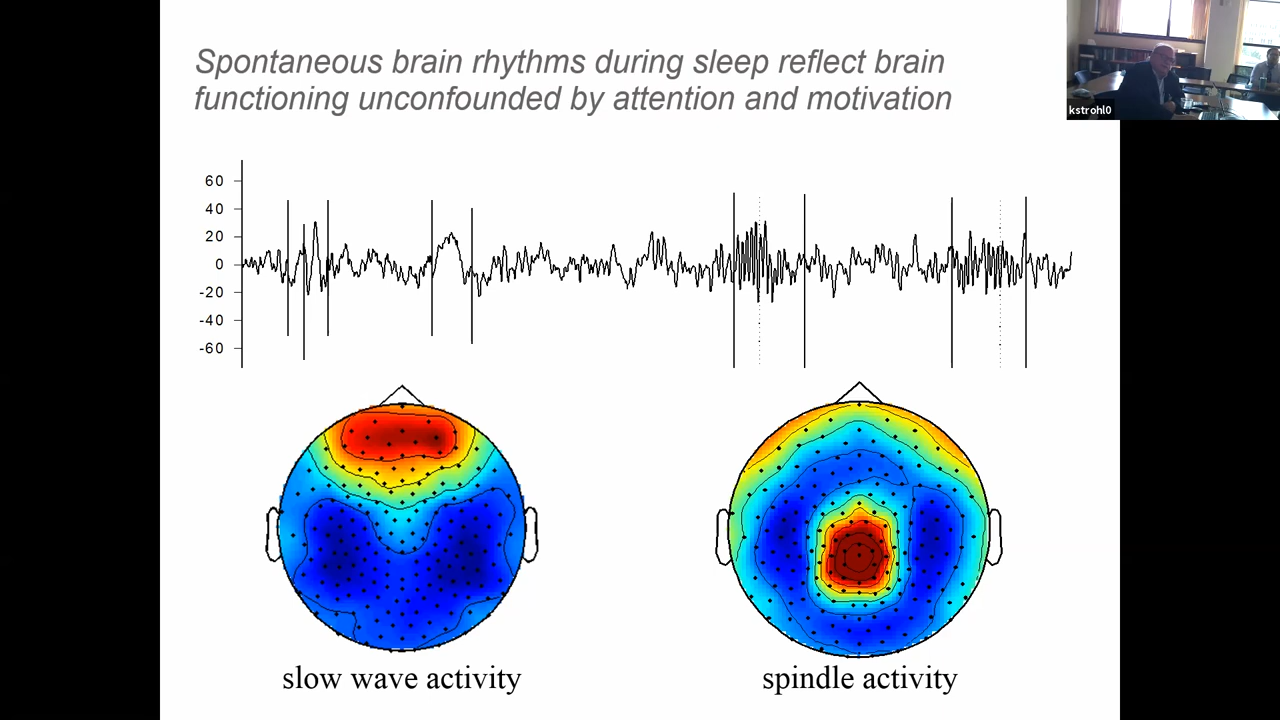 Spontaneous brain rhythms during sleep reflect brain
functioning unconfounded by attention and motivation
kstrohl0
60
40
20
0
-20
-40
-60
slow wave activity
spindle activity